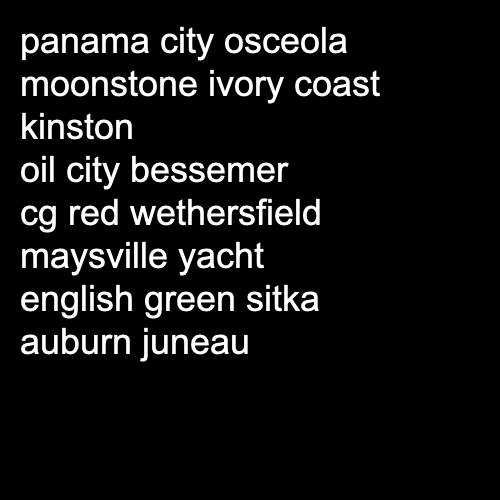 panama city osceola
moonstone ivory coast
kinston
oil city bessemer
cg red wethersfield
maysville yacht
english green sitka
auburn juneau